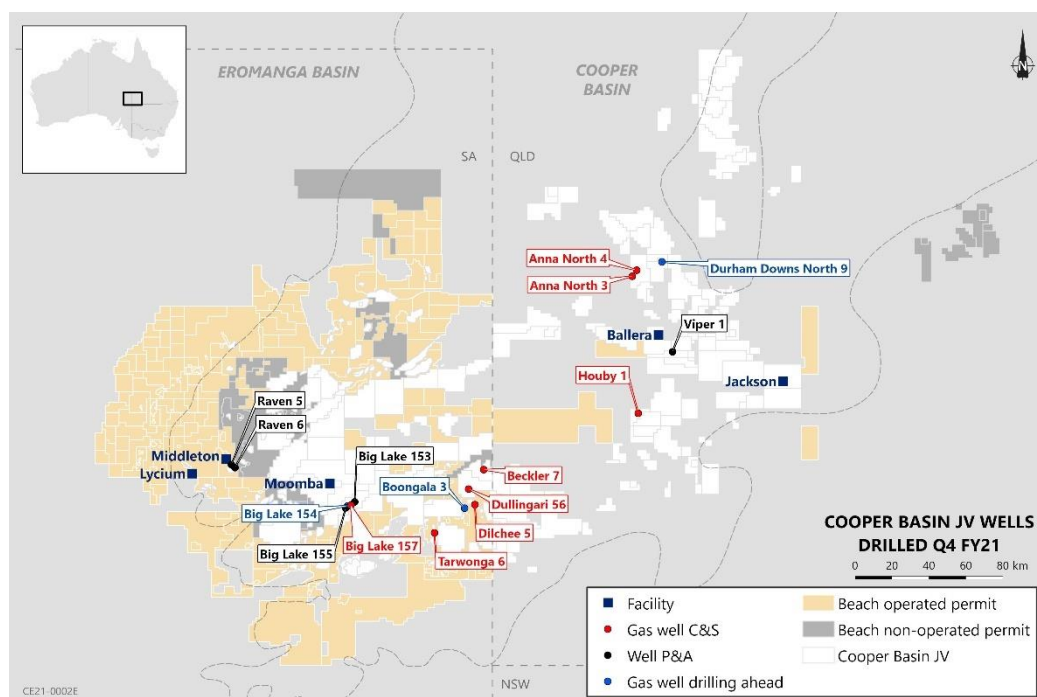 EROMANGA BASIN
COOPER
BASIN
N
SA
QLD
Anna North 4
Anna North 3
Durham Downs North 9
Ballera
Viper 1
Houby 1
Jackson
Raven 5
Raven 6
Middleton
Lycium
Moomba
Big Lake 153
Boongala 3
Beckler 7
Dullingari 56
Big Lake 154
Dilchee 5
Big Lake 155
Big Lake 157
Tarwonga 6
COOPER BASIN JV WELLS
DRILLED Q4 FY21
0 20 40 60 80 km
Facility
Gas well C&S
Well P&A
Gas well drilling ahead
Beach operated permit
Beach non-operated permit
Cooper Basin JV
NSW
CE21-0002E